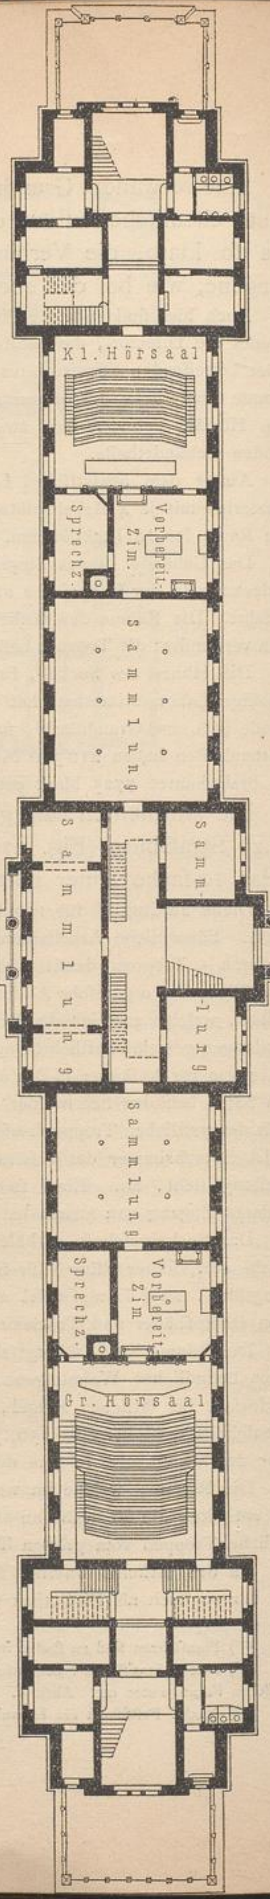 Kl. Hörsaal
Sprechz.
Vorbereit.
Zim.
Sammlung
Sammlung
Samm-
lung
Sammlung
Sprechz.
Vorbereit.
Zim.
Gr. Hörsaal